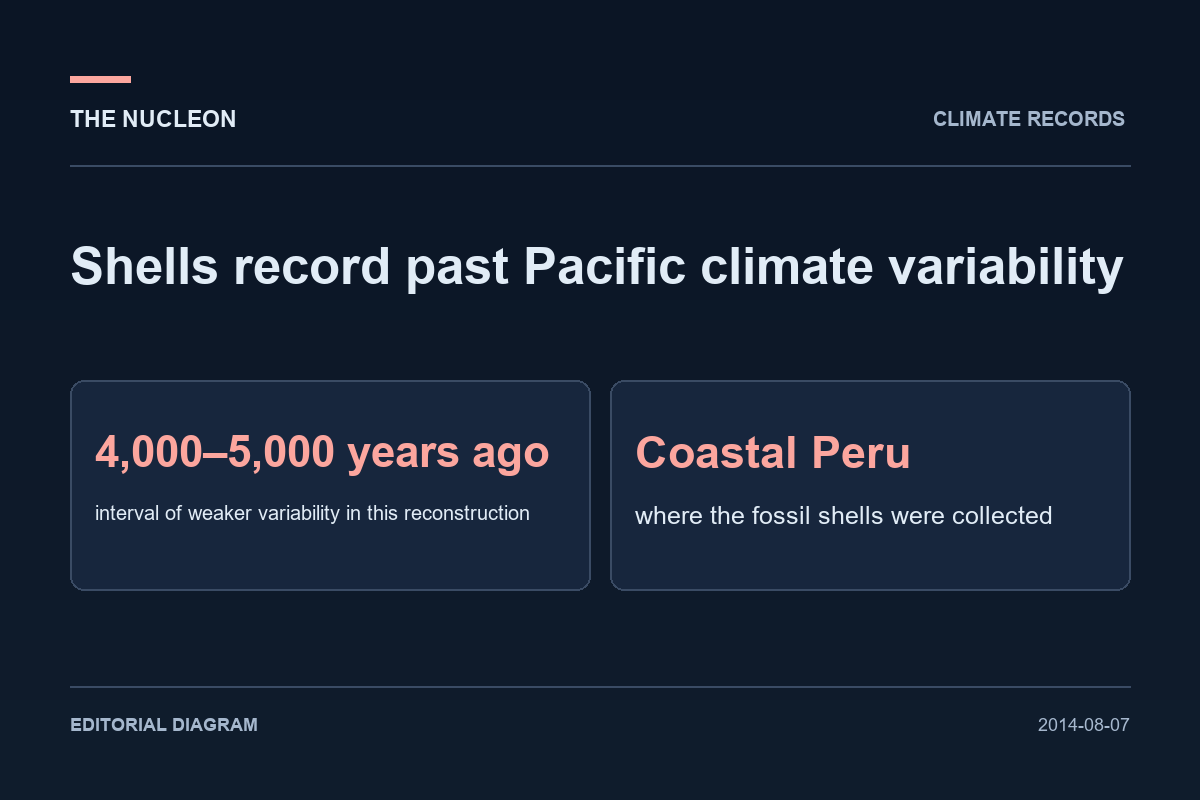 THE NUCLEON
CLIMATE RECORDS
Shells record past Pacific climate variability
4,000–5,000 years ago
interval of weaker variability in this reconstruction
Coastal Peru
where the fossil shells were collected
EDITORIAL DIAGRAM
2014-08-07